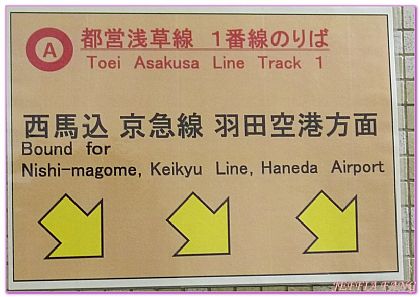 A
都営浅草線 1番線のりば
Toei Asakusa Line Track 1
西馬込 京急線 羽田空港方面
Bound for
Nishi-magome, Keikyu Line, Haneda Airport